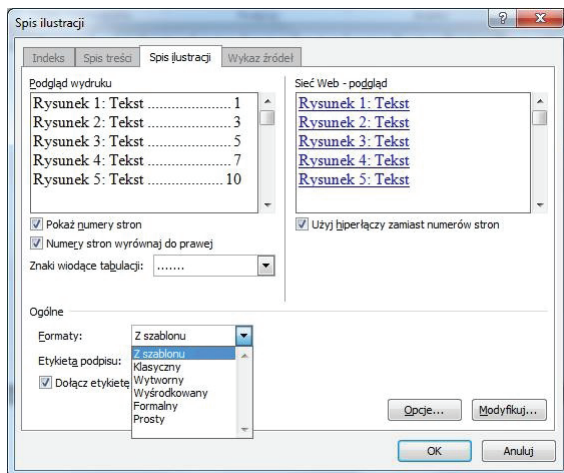 Spis ilustracji
Indeks Spis treści Spis ilustracji Wykaz źródeł
Podgląd wydruku
Rysunek 1: Tekst .................... 1
Rysunek 2: Tekst .................... 3
Rysunek 3: Tekst .................... 5
Rysunek 4: Tekst .................... 7
Rysunek 5: Tekst .................. 10
Sieć Web - podgląd
Rysunek 1: Tekst
Rysunek 2: Tekst
Rysunek 3: Tekst
Rysunek 4: Tekst
Rysunek 5: Tekst
Pokaż numery stron
Numery stron wyrównaj do prawej
Znaki wiodące tabulacji: .......
Użyj hiperłączy zamiast numerów stron
Ogólne
Formaty: Z szablonu
Z szablonu
Klasyczny
Wytworny
Wyśrodkowany
Formalny
Prosty
Etykieta podpisu:
Dołącz etykietę
Opcje... Modyfikuj...
OK Anuluj